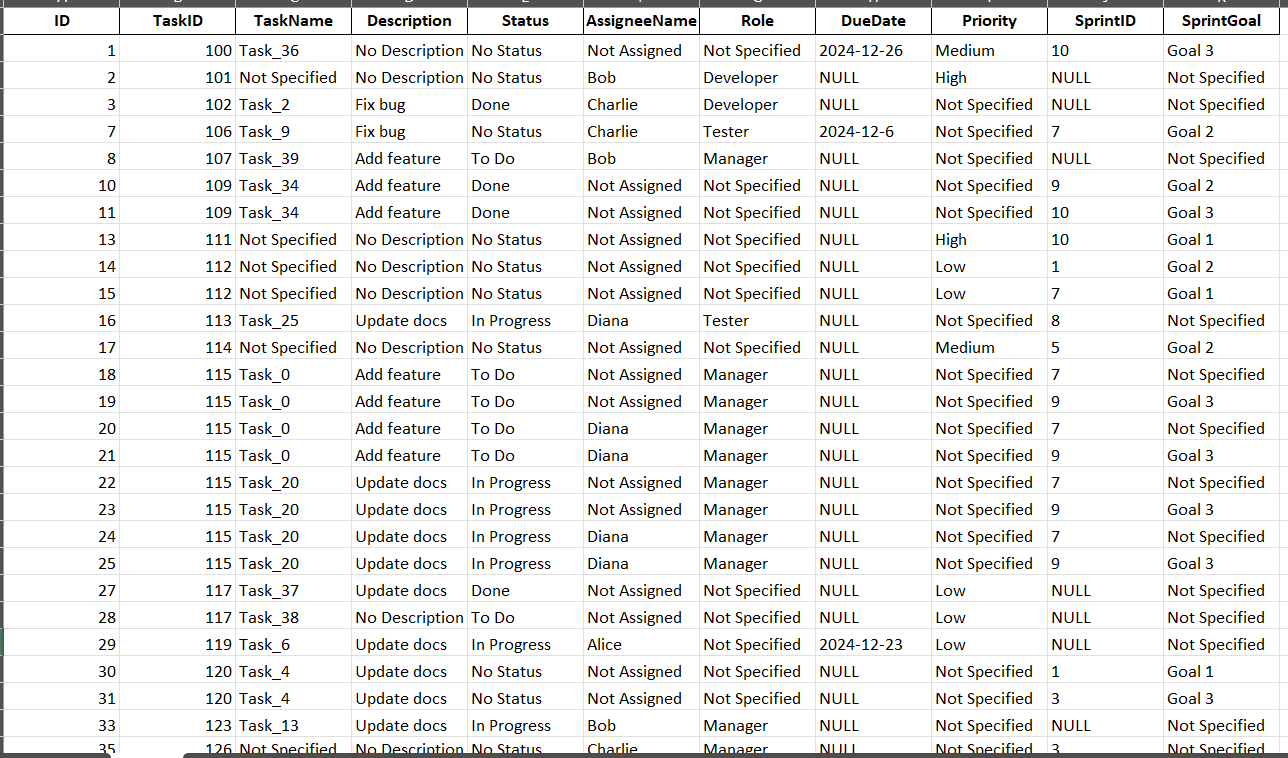 ID TaskID TaskName Description Status AssigneeName Role DueDate Priority SprintID SprintGoal
1 100 Task_36 No Description No Status Not Assigned Not Specified 2024-12-26 Medium 10 Goal 3
2 101 Not Specified No Description No Status Bob Developer NULL High NULL Not Specified
3 102 Task_2 Fix bug Done Charlie Developer NULL Not Specified NULL Not Specified
7 106 Task_9 Fix bug No Status Charlie Tester 2024-12-6 Not Specified 7 Goal 2
8 107 Task_39 Add feature To Do Bob Manager NULL Not Specified NULL Not Specified
10 109 Task_34 Add feature Done Not Assigned Not Specified NULL Not Specified 9 Goal 2
11 109 Task_34 Add feature Done Not Assigned Not Specified NULL Not Specified 10 Goal 3
13 111 Not Specified No Description No Status Not Assigned Not Specified NULL High 10 Goal 1
14 112 Not Specified No Description No Status Not Assigned Not Specified NULL Low 1 Goal 2
15 112 Not Specified No Description No Status Not Assigned Not Specified NULL Low 7 Goal 1
16 113 Task_25 Update docs In Progress Diana Tester NULL Not Specified 8 Not Specified
17 114 Not Specified No Description No Status Not Assigned Not Specified NULL Medium 5 Goal 2
18 115 Task_0 Add feature To Do Not Assigned Manager NULL Not Specified 7 Not Specified
19 115 Task_0 Add feature To Do Not Assigned Manager NULL Not Specified 9 Goal 3
20 115 Task_0 Add feature To Do Diana Manager NULL Not Specified 7 Not Specified
21 115 Task_0 Add feature To Do Diana Manager NULL Not Specified 9 Goal 3
22 115 Task_20 Update docs In Progress Not Assigned Manager NULL Not Specified 7 Not Specified
23 115 Task_20 Update docs In Progress Not Assigned Manager NULL Not Specified 9 Goal 3
24 115 Task_20 Update docs In Progress Diana Manager NULL Not Specified 7 Not Specified
25 115 Task_20 Update docs In Progress Diana Manager NULL Not Specified 9 Goal 3
27 117 Task_37 Update docs Done Not Assigned Not Specified NULL Low NULL Not Specified
28 117 Task_38 No Description To Do Not Assigned Not Specified NULL Low NULL Not Specified
29 119 Task_6 Update docs In Progress Alice Not Specified 2024-12-23 Low NULL Not Specified
30 120 Task_4 Update docs No Status Not Assigned Not Specified NULL Not Specified 1 Goal 1
31 120 Task_4 Update docs No Status Not Assigned Not Specified NULL Not Specified 3 Goal 3
33 123 Task_13 Update docs In Progress Bob Manager NULL Not Specified NULL Not Specified
35 126 Not Specified No Description No Status Charlie Manager NULL Not Specified 3 Not Specified